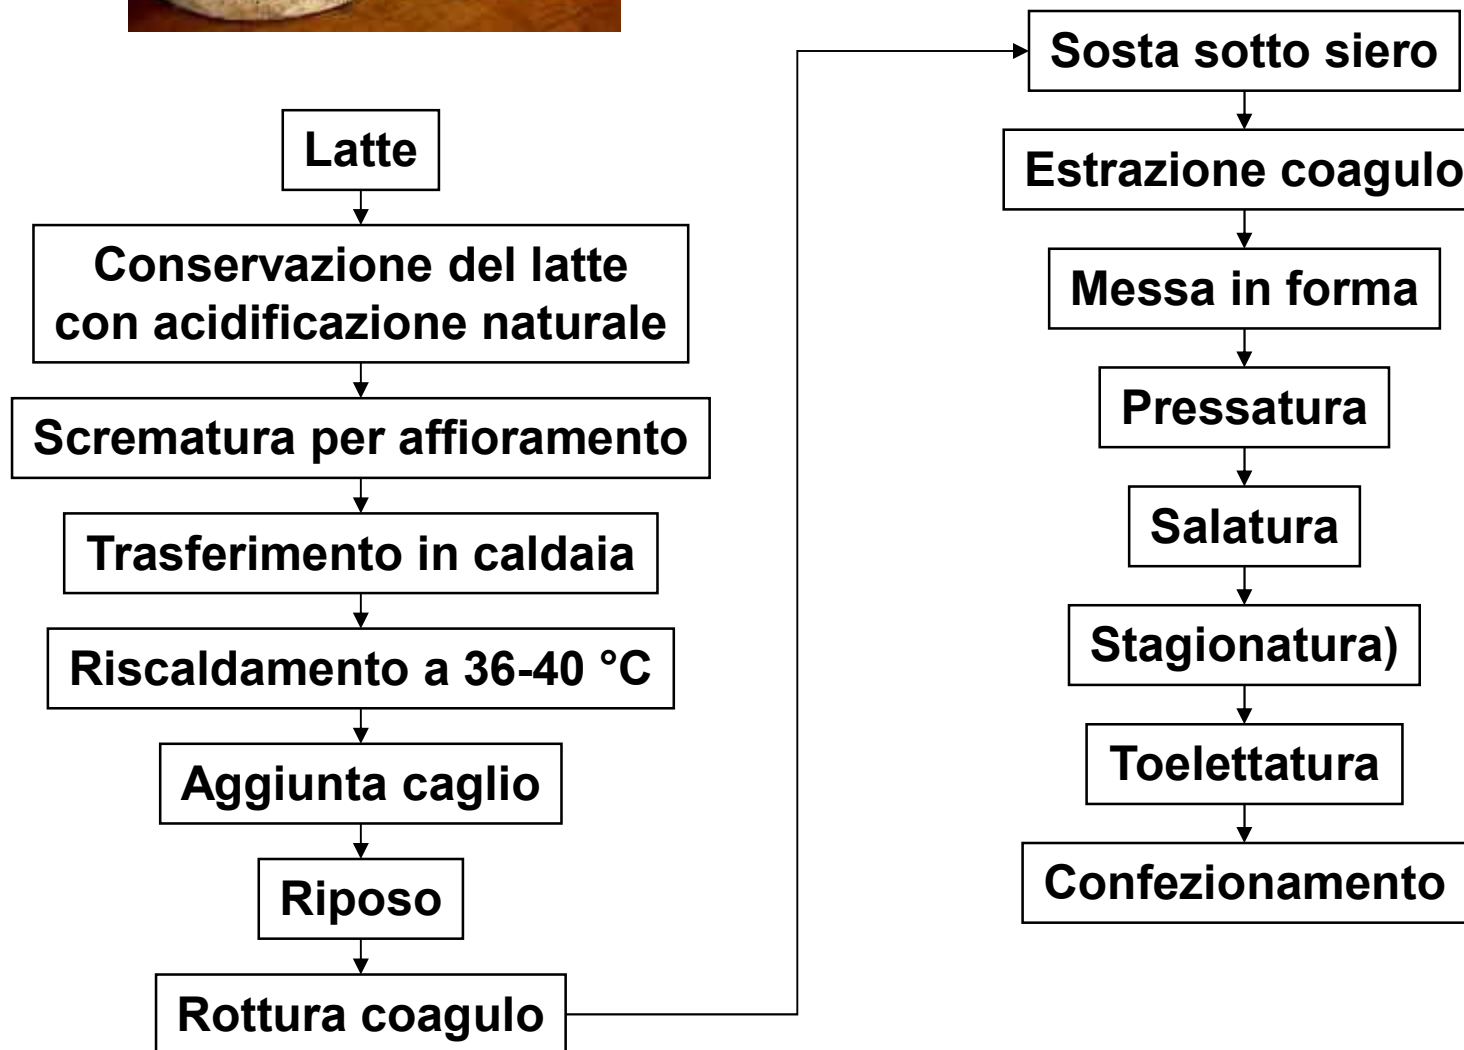 Latte
Conservazione del latte
con acidificazione naturale
Scrematura per affioramento
Trasferimento in caldaia
Riscaldamento a 36-40 °C
Aggiunta caglio
Riposo
Rottura coagulo
Sosta sotto siero
Estrazione coagulo
Messa in forma
Pressatura
Salatura
Stagionatura)
Toelettatura
Confezionamento